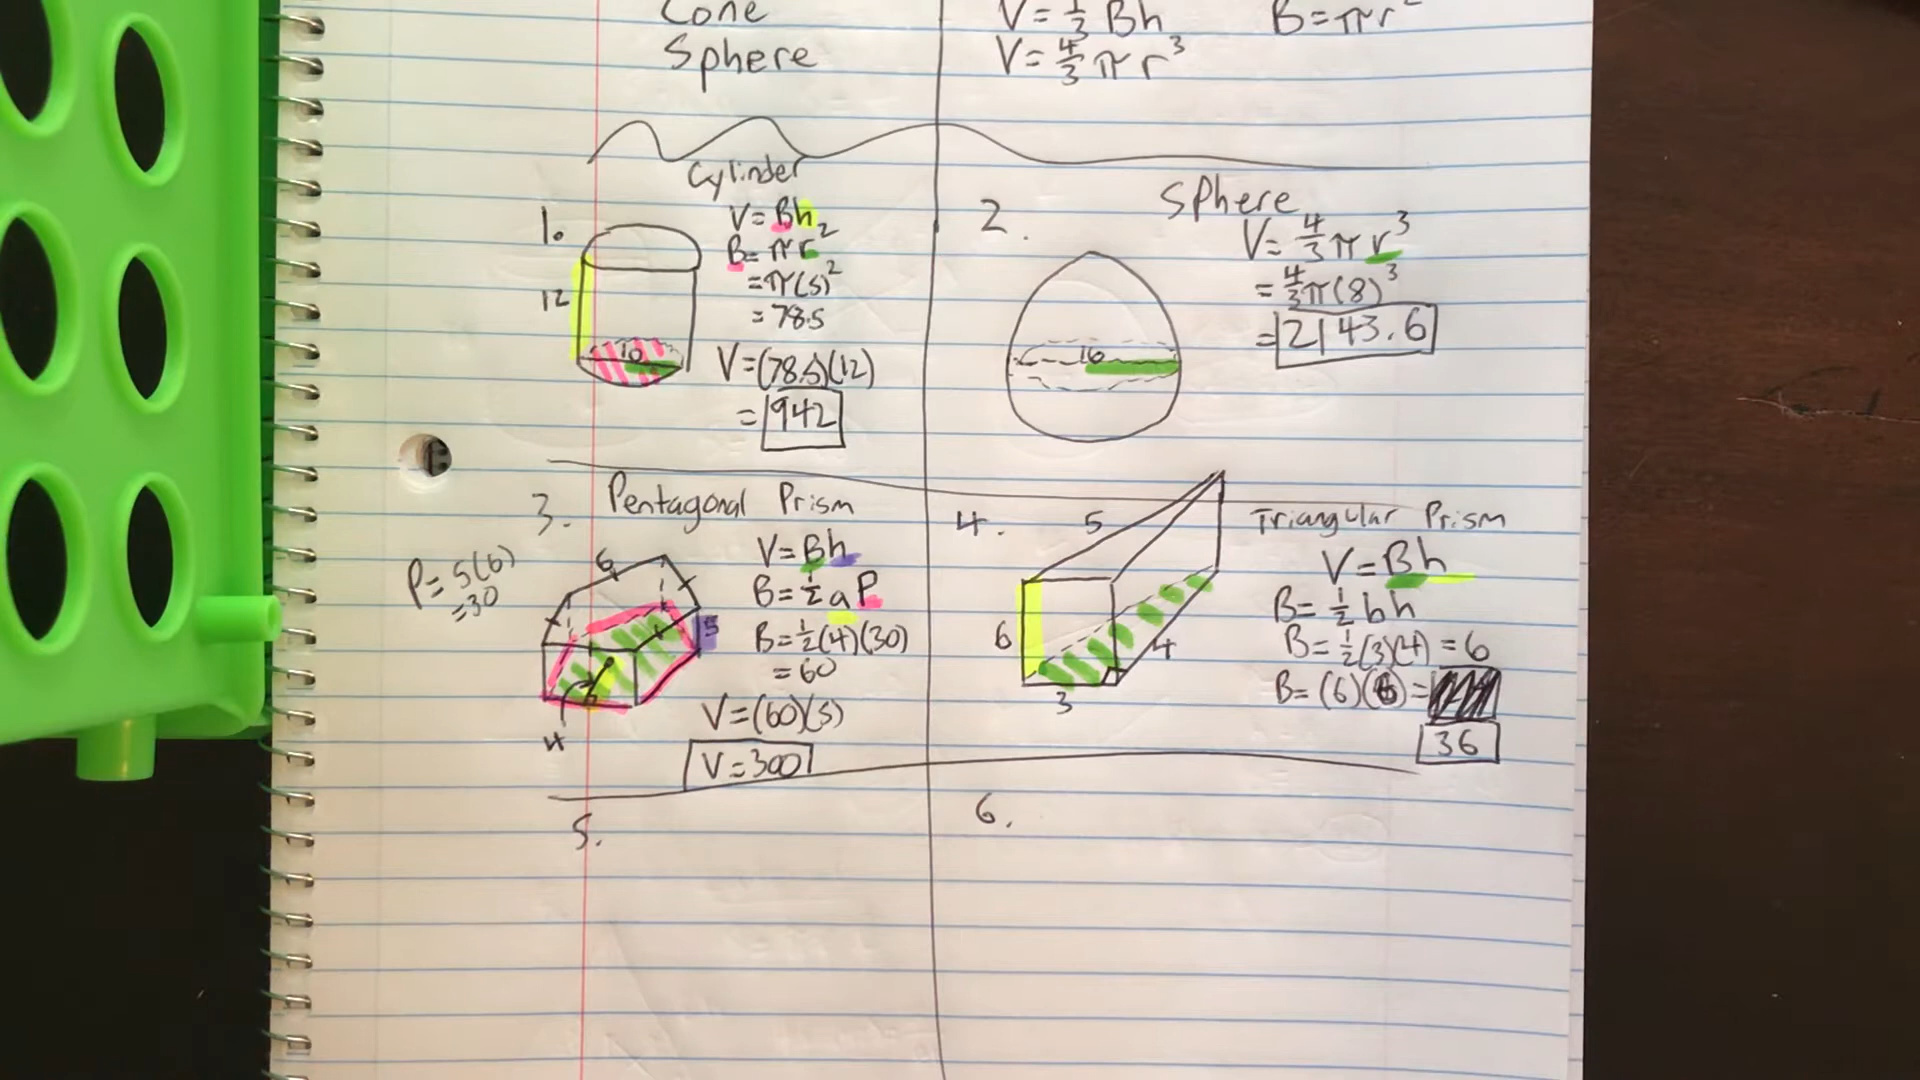 Cone V = 1/3 Bh B = πr²
Sphere V = 4/3 πr³
Cylinder
1.
V = Bh
B = πr²
= π(5)²
= 78.5
12
10
V = (78.5)(12)
= 942
2.
Sphere
V = 4/3 πr³
= 4/3 π(8)³
= 2143.6
16
3. Pentagonal Prism
P = 5(6)
= 30
6
V = Bh
B = 1/2 aP
5
B = 1/2 (4)(30)
= 60
4
V = (60)(5)
V = 300
4.
5
Triangular Prism
V = Bh
B = 1/2 bh
6
4
B = 1/2 (3)(4) = 6
3
B = (6)(6) =
36
5.
6.